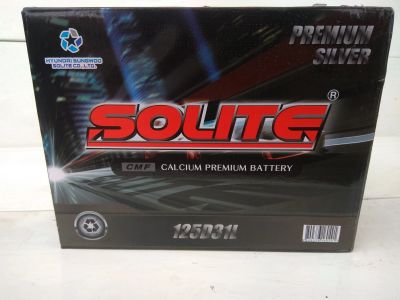 HYUNDAI SUNGWOO
SOLITE CO., LTD.
PREMIUM
SILVER
SOLITE ®
CMF CALCIUM PREMIUM BATTERY
125D31L